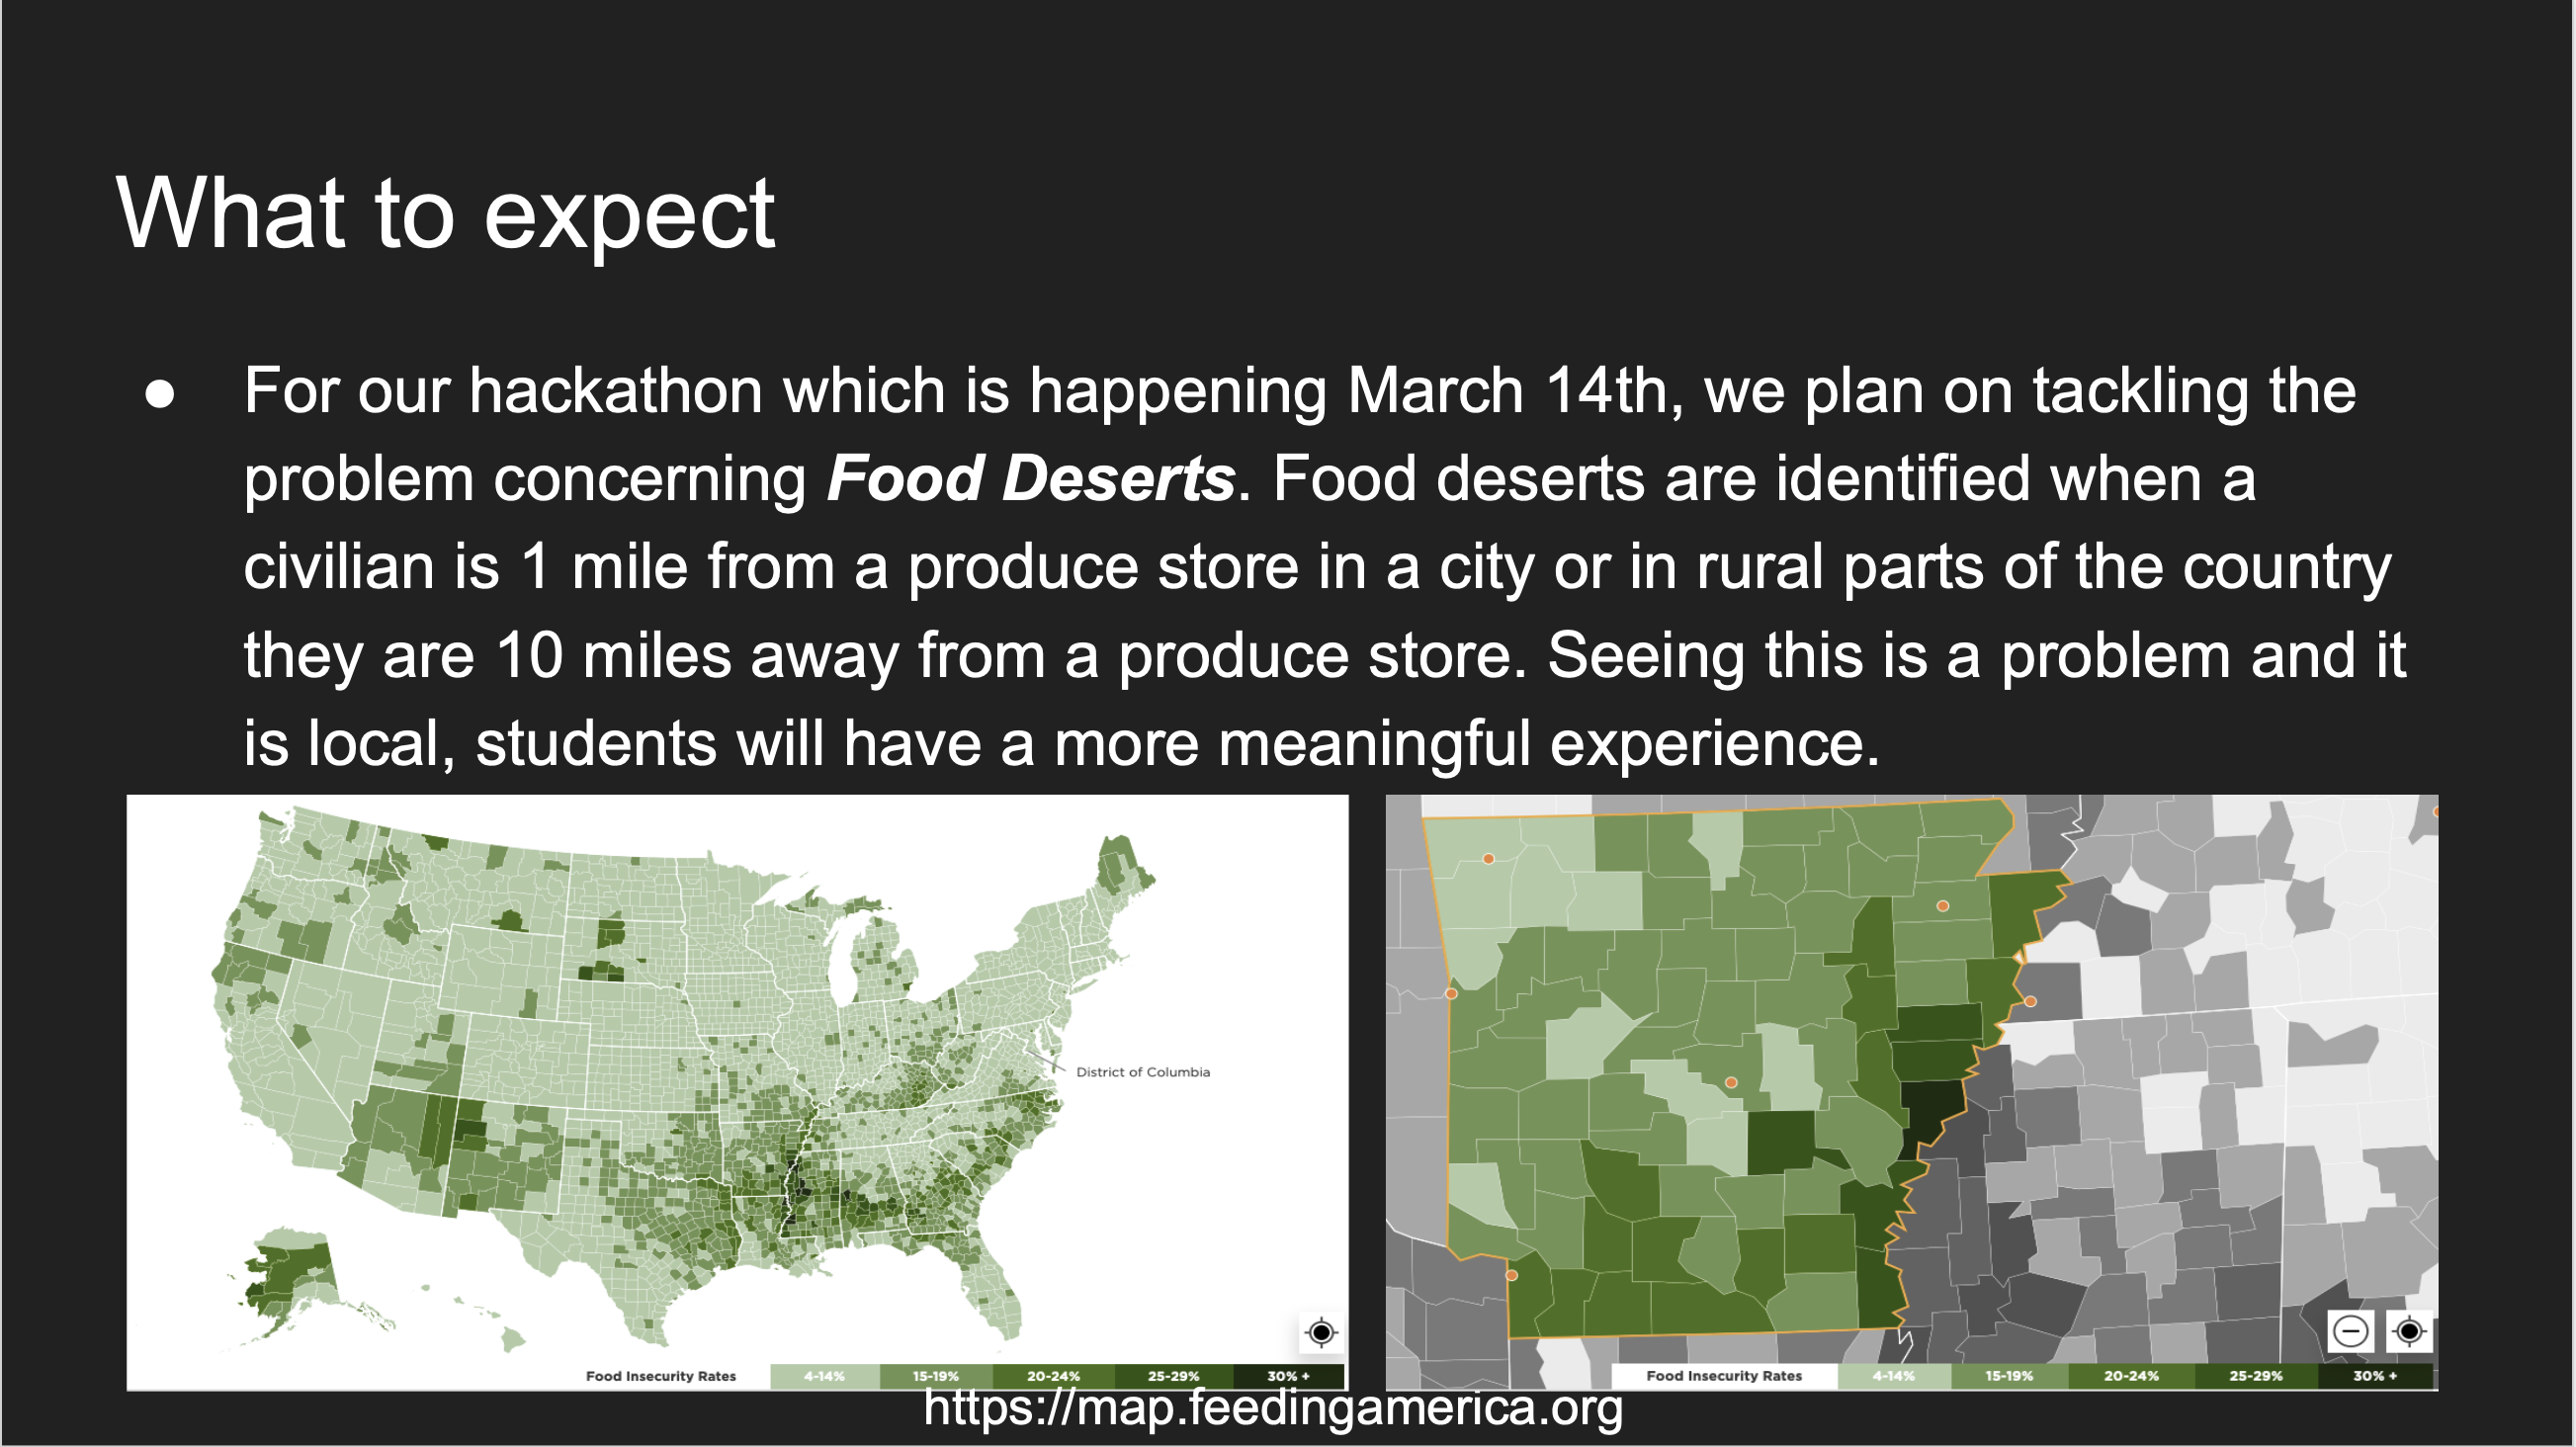 What to expect
● For our hackathon which is happening March 14th, we plan on tackling the
problem concerning Food Deserts. Food deserts are identified when a
civilian is 1 mile from a produce store in a city or in rural parts of the country
they are 10 miles away from a produce store. Seeing this is a problem and it
is local, students will have a more meaningful experience.
District of Columbia
Food Insecurity Rates 4-14% 15-19% 20-24% 25-29% 30% +
Food Insecurity Rates 4-14% 15-19% 20-24% 25-29% 30% +
https://map.feedingamerica.org